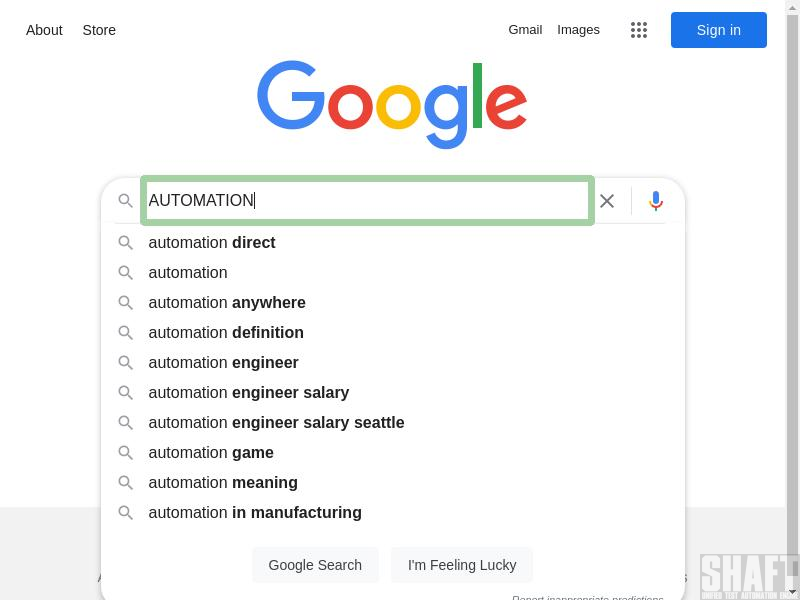 About Store Gmail Images Sign in
Google
AUTOMATION
automation direct
automation
automation anywhere
automation definition
automation engineer
automation engineer salary
automation engineer salary seattle
automation game
automation meaning
automation in manufacturing
Google Search I'm Feeling Lucky
Report inappropriate predictions
SHAFT